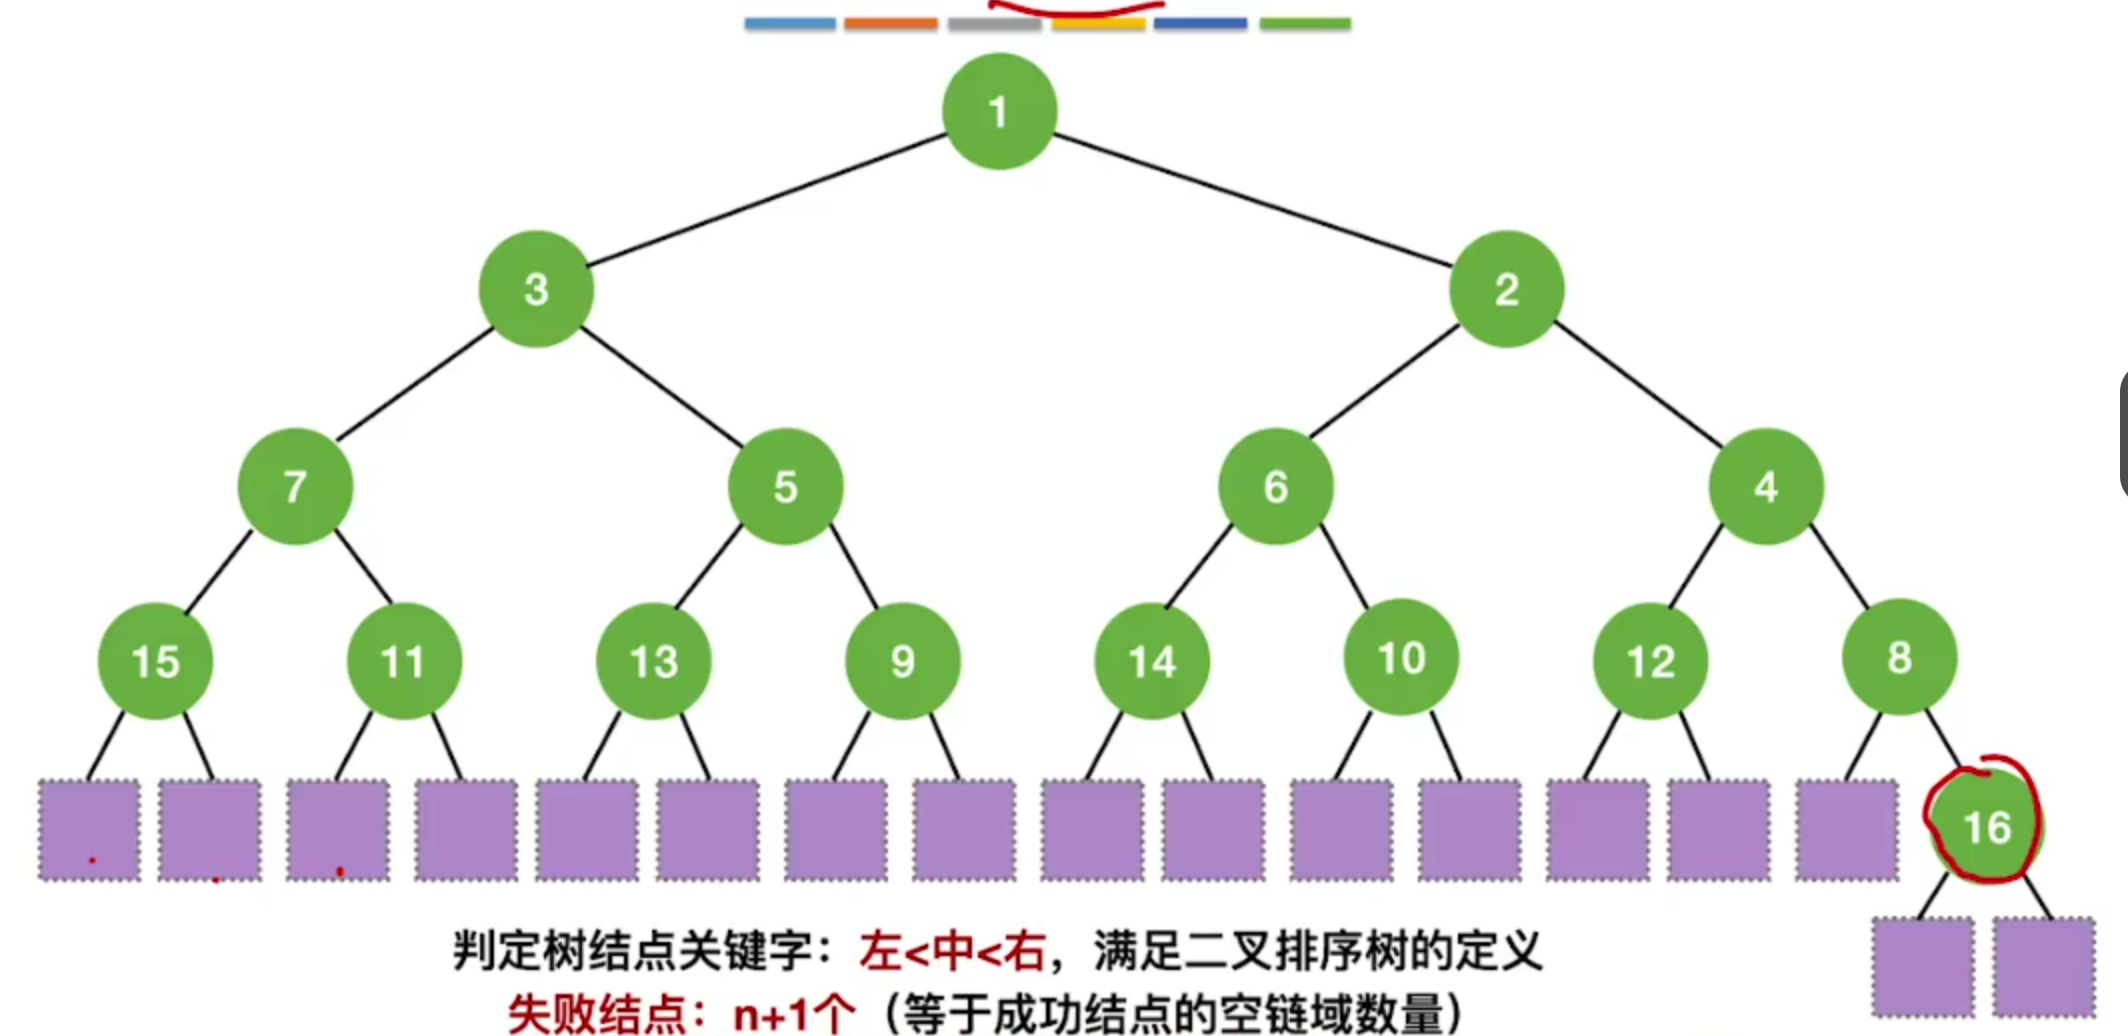 1
3 2
7 5 6 4
15 11 13 9 14 10 12 8
16
判定树结点关键字：左<中<右，满足二叉排序树的定义
失败结点：n+1个（等于成功结点的空链域数量）